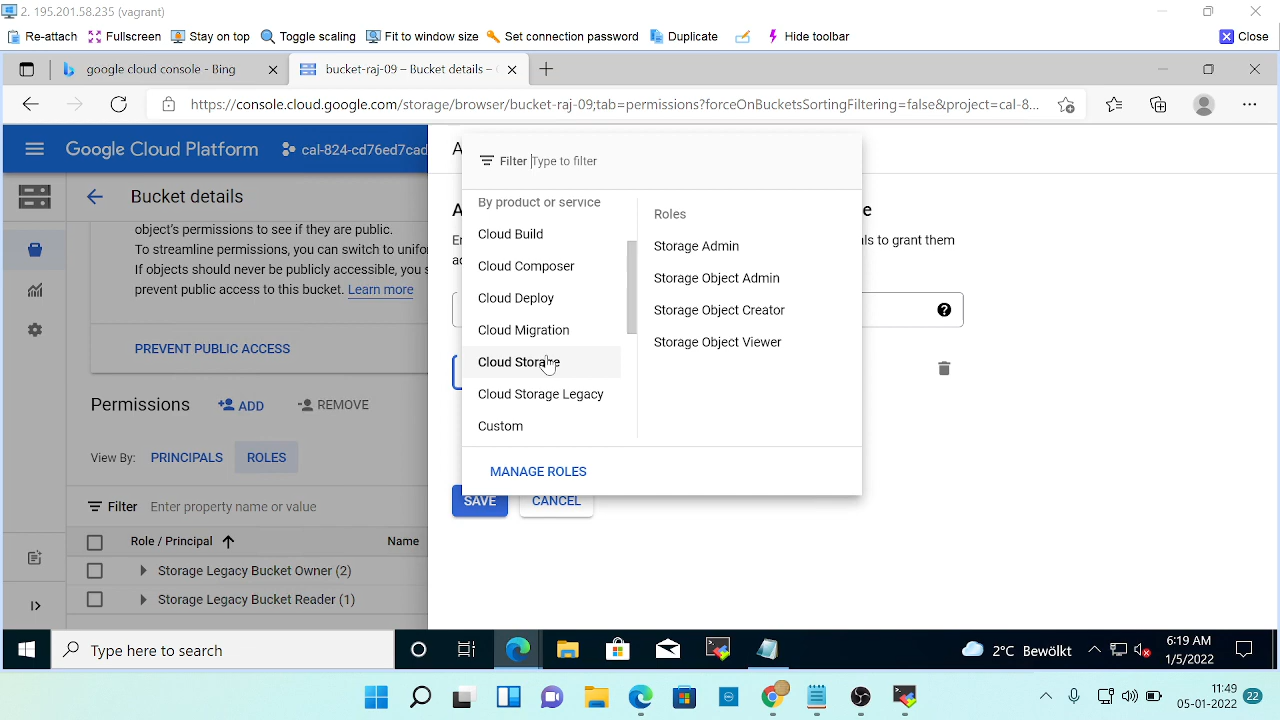 2. 195.201.58.235 (vagrant)
Re-attach Fullscreen Stay on top Toggle scaling Fit to window size Set connection password Duplicate Hide toolbar Close
google cloud console - Bing bucket-raj-09 – Bucket details –
https://console.cloud.google.com/storage/browser/bucket-raj-09;tab=permissions?forceOnBucketsSortingFiltering=false&project=cal-8...
Google Cloud Platform cal-824-cd76ed7cad
Bucket details
object's permissions to see if they are public.
To streamline permissions, you can switch to unifo
If objects should never be publicly accessible, you s
prevent public access to this bucket. Learn more
PREVENT PUBLIC ACCESS
Permissions ADD REMOVE
View By: PRINCIPALS ROLES
Filter Enter property name or value
Role / Principal Name
Storage Legacy Bucket Owner (2)
Storage Legacy Bucket Reader (1)
Filter Type to filter
By product or service
Cloud Build
Cloud Composer
Cloud Deploy
Cloud Migration
Cloud Storage
Cloud Storage Legacy
Custom
Roles
Storage Admin
Storage Object Admin
Storage Object Creator
Storage Object Viewer
MANAGE ROLES
als to grant them
SAVE CANCEL
Type here to search
2°C Bewölkt
6:19 AM
1/5/2022
11:49
05-01-2022
22